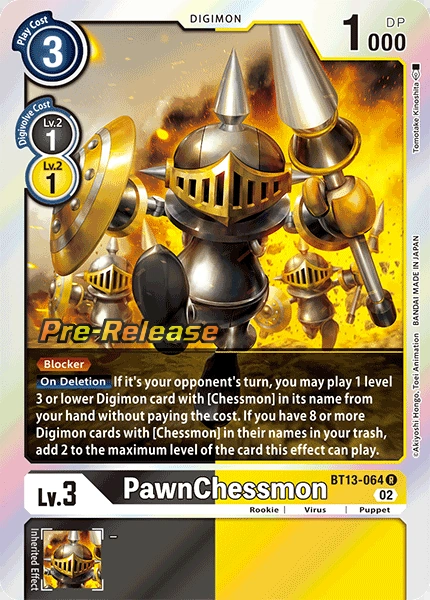 Play Cost
3
DIGIMON
1000
DP
Digivolve Cost
Lv.2
1
Lv.2
1
Tomotake Kinoshita
©Akiyoshi Hongo, Toei Animation BANDAI MADE IN JAPAN
Pre-Release
Blocker
On Deletion If it's your opponent's turn, you may play 1 level
3 or lower Digimon card with [Chessmon] in its name from
your hand without paying the cost. If you have 8 or more
Digimon cards with [Chessmon] in their names in your trash,
add 2 to the maximum level of the card this effect can play.
Lv.3
PawnChessmon
BT13-064 R
02
Rookie | Virus | Puppet
Inherited Effect
-